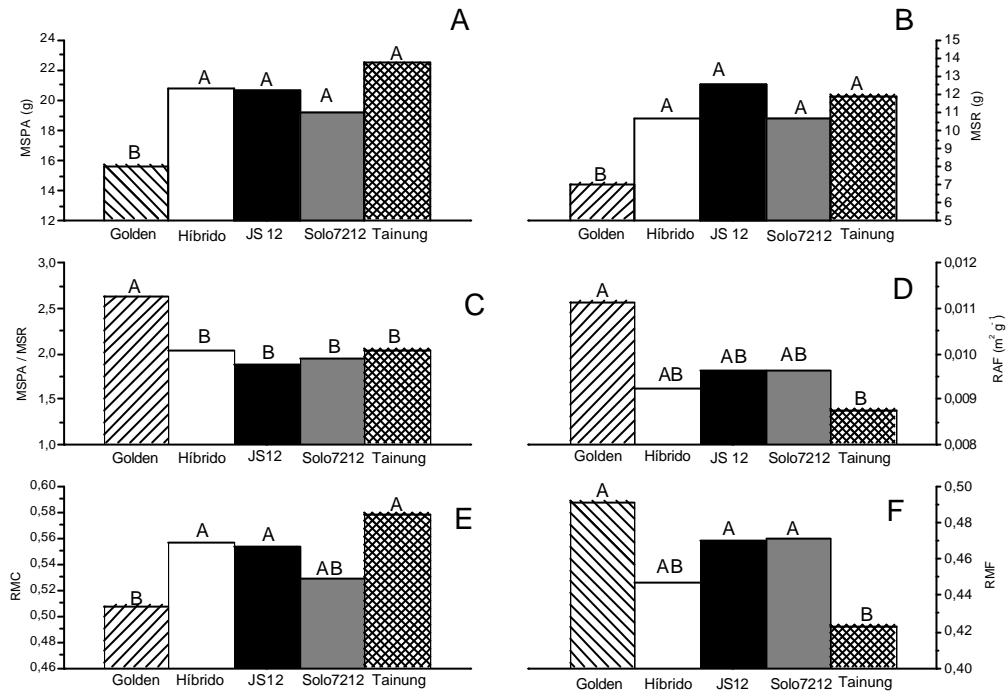 A
24
22
20
18
16
14
12
MSPA (g)
B
A
A
A
A
Golden
Híbrido
JS 12
Solo7212
Tainung
B
15
14
13
12
11
10
9
8
7
6
5
MSR (g)
B
A
A
A
A
Golden
Híbrido
JS 12
Solo7212
Tainung
C
3,0
2,5
2,0
1,5
1,0
MSPA / MSR
A
B
B
B
B
Golden
Híbrido
JS12
Solo7212
Tainung
D
0,012
0,011
0,010
0,009
0,008
RAF (m² g⁻¹)
A
AB
AB
AB
B
Golden
Híbrido
JS 12
Solo7212
Tainung
E
0,60
0,58
0,56
0,54
0,52
0,50
0,48
0,46
RMC
B
A
A
AB
A
Golden
Híbrido
JS12
Solo7212
Tainung
F
0,50
0,48
0,46
0,44
0,42
0,40
RMF
A
AB
A
A
B
Golden
Híbrido
JS 12
Solo7212
Tainung